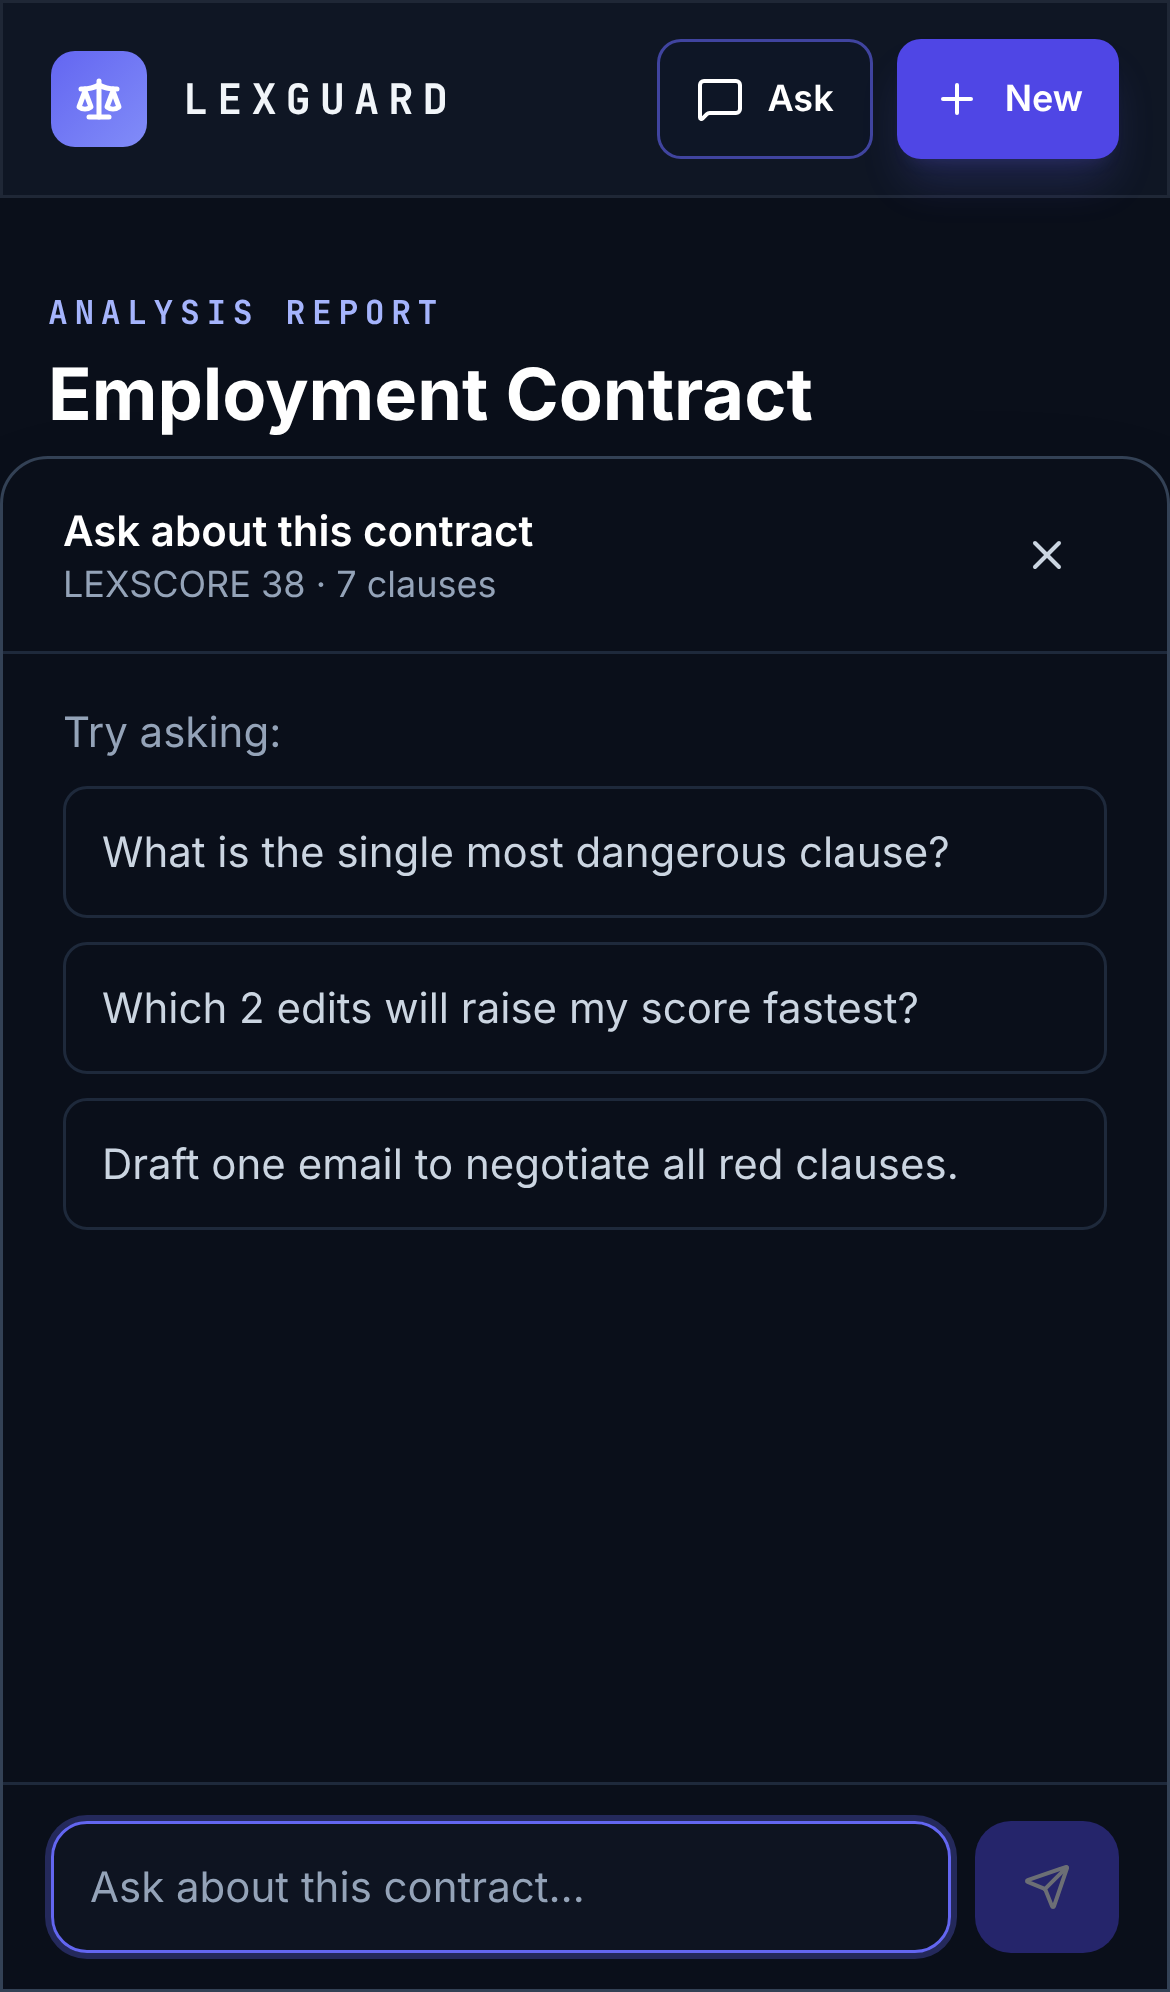 LEXGUARD
Ask
New
ANALYSIS REPORT
Employment Contract
Ask about this contract
LEXSCORE 38 · 7 clauses
Try asking:
What is the single most dangerous clause?
Which 2 edits will raise my score fastest?
Draft one email to negotiate all red clauses.
Ask about this contract...